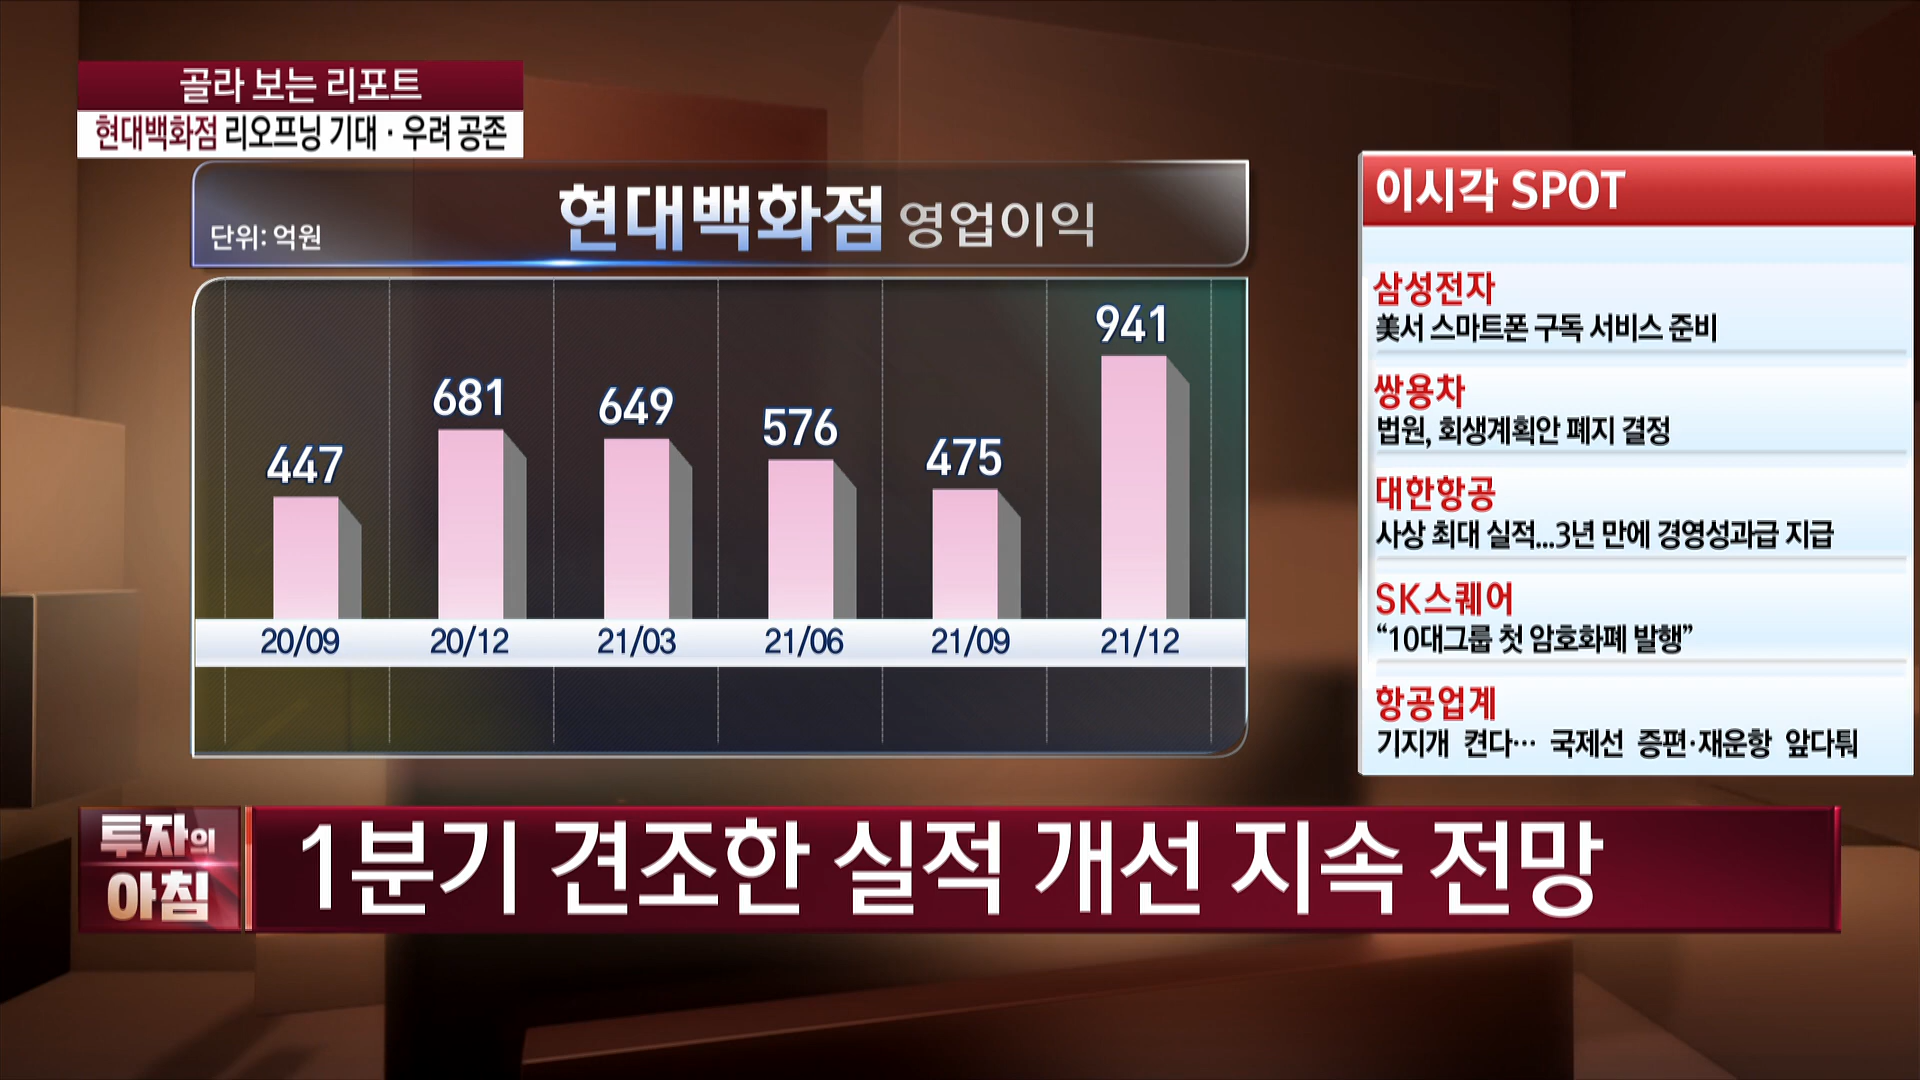 골라 보는 리포트
현대백화점 리오프닝 기대·우려 공존
단위: 억원
현대백화점 영업이익
447
681
649
576
475
941
20/09
20/12
21/03
21/06
21/09
21/12
이시각 SPOT
삼성전자
美서 스마트폰 구독 서비스 준비
쌍용차
법원, 회생계획안 폐지 결정
대한항공
사상 최대 실적...3년 만에 경영성과급 지급
SK스퀘어
“10대그룹 첫 암호화폐 발행”
항공업계
기지개 켠다… 국제선 증편·재운항 앞다퉈
투자의
아침
1분기 견조한 실적 개선 지속 전망